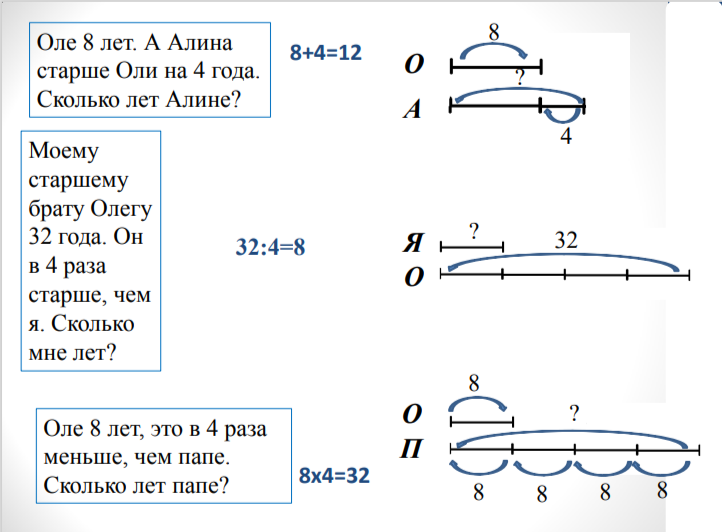 Оле 8 лет. А Алина
старше Оли на 4 года.
Сколько лет Алине?
8+4=12
8
О
?
А
4
Моему
старшему
брату Олегу
32 года. Он
в 4 раза
старше, чем
я. Сколько
мне лет?
32:4=8
Я
?
32
О
Оле 8 лет, это в 4 раза
меньше, чем папе.
Сколько лет папе?
8х4=32
8
О
?
П
8 8 8 8